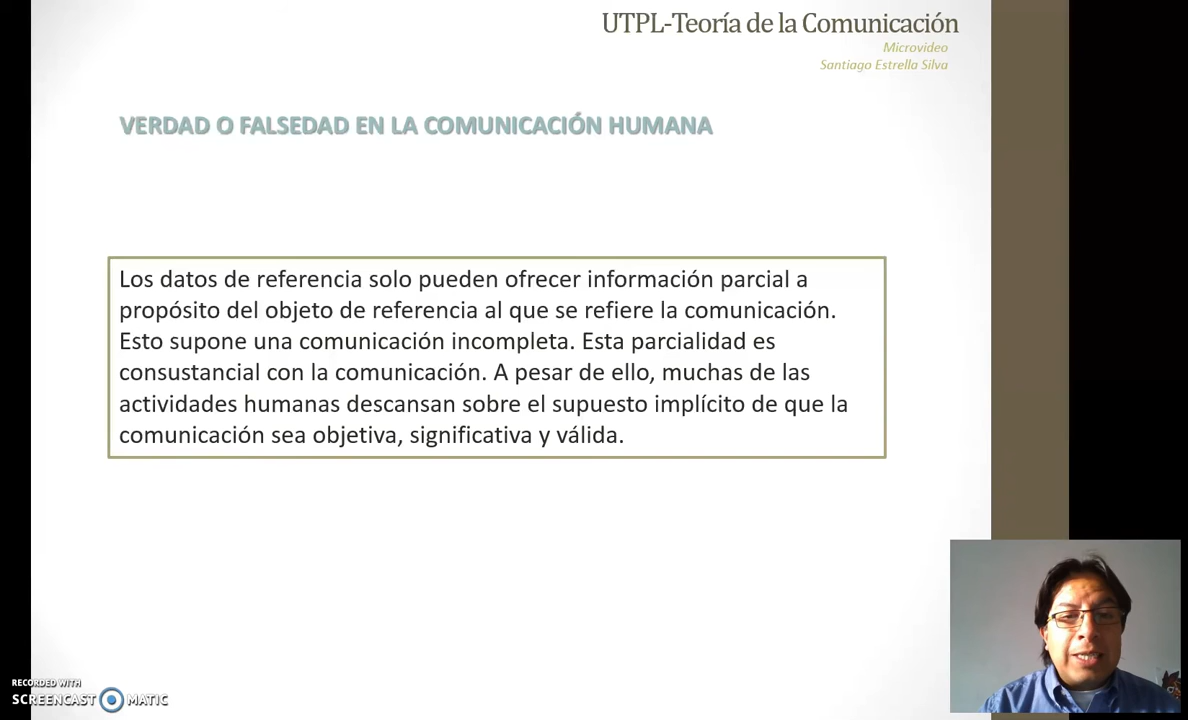 UTPL-Teoría de la Comunicación
Microvideo
Santiago Estrella Silva
VERDAD O FALSEDAD EN LA COMUNICACIÓN HUMANA
Los datos de referencia solo pueden ofrecer información parcial a
propósito del objeto de referencia al que se refiere la comunicación.
Esto supone una comunicación incompleta. Esta parcialidad es
consustancial con la comunicación. A pesar de ello, muchas de las
actividades humanas descansan sobre el supuesto implícito de que la
comunicación sea objetiva, significativa y válida.
RECORDED WITH
SCREENCAST MATIC